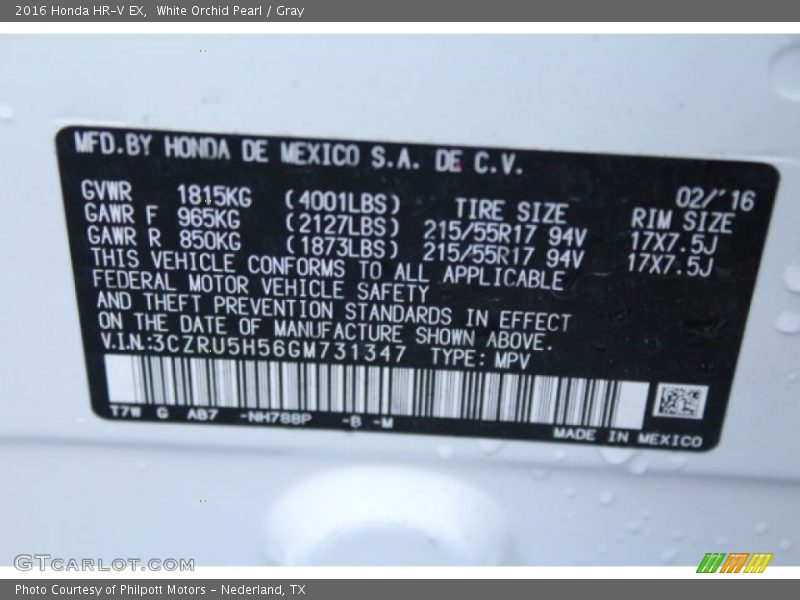 2016 Honda HR-V EX, White Orchid Pearl / Gray
MFD.BY HONDA DE MEXICO S.A. DE C.V.
02/'16
GVWR 1815KG (4001LBS) TIRE SIZE RIM SIZE
GAWR F 965KG (2127LBS) 215/55R17 94V 17X7.5J
GAWR R 850KG (1873LBS) 215/55R17 94V 17X7.5J
THIS VEHICLE CONFORMS TO ALL APPLICABLE
FEDERAL MOTOR VEHICLE SAFETY
AND THEFT PREVENTION STANDARDS IN EFFECT
ON THE DATE OF MANUFACTURE SHOWN ABOVE.
V.I.N.:3CZRU5H56GM731347 TYPE: MPV
T7W G AB7 -NH788P -B -M
MADE IN MEXICO
GTCARLOT.COM
Photo Courtesy of Philpott Motors - Nederland, TX